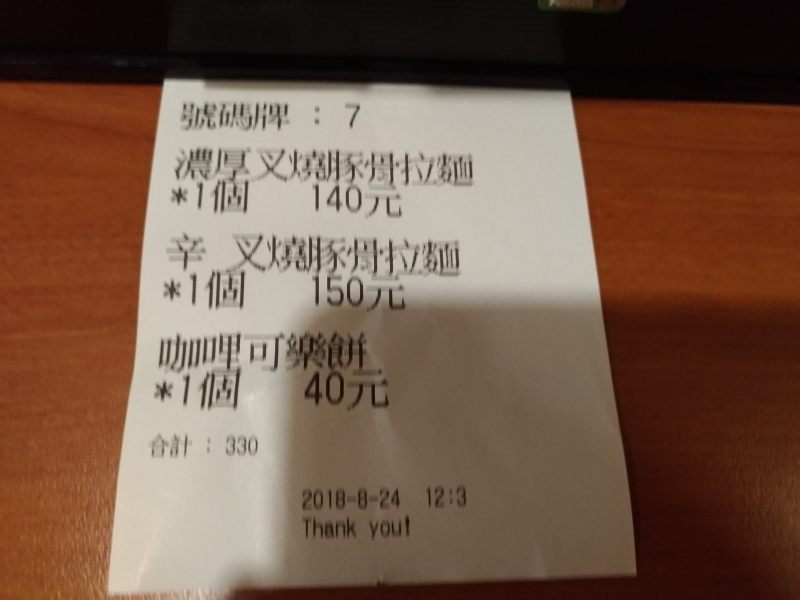 號碼牌 : 7
濃厚叉燒豚骨拉麵
*1個 140元
辛 叉燒豚骨拉麵
*1個 150元
咖哩可樂餅
*1個 40元
合計 : 330
2018-8-24 12:3
Thank you!